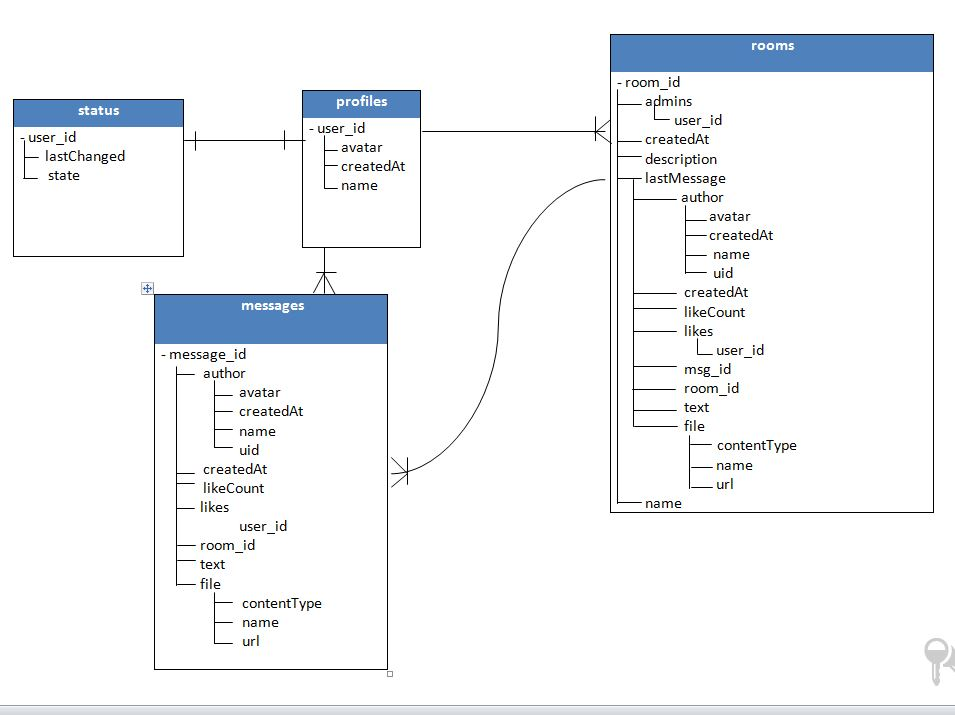 status
- user_id
lastChanged
state
profiles
- user_id
avatar
createdAt
name
rooms
- room_id
admins
user_id
createdAt
description
lastMessage
author
avatar
createdAt
name
uid
createdAt
likeCount
likes
user_id
msg_id
room_id
text
file
contentType
name
url
name
messages
- message_id
author
avatar
createdAt
name
uid
createdAt
likeCount
likes
user_id
room_id
text
file
contentType
name
url